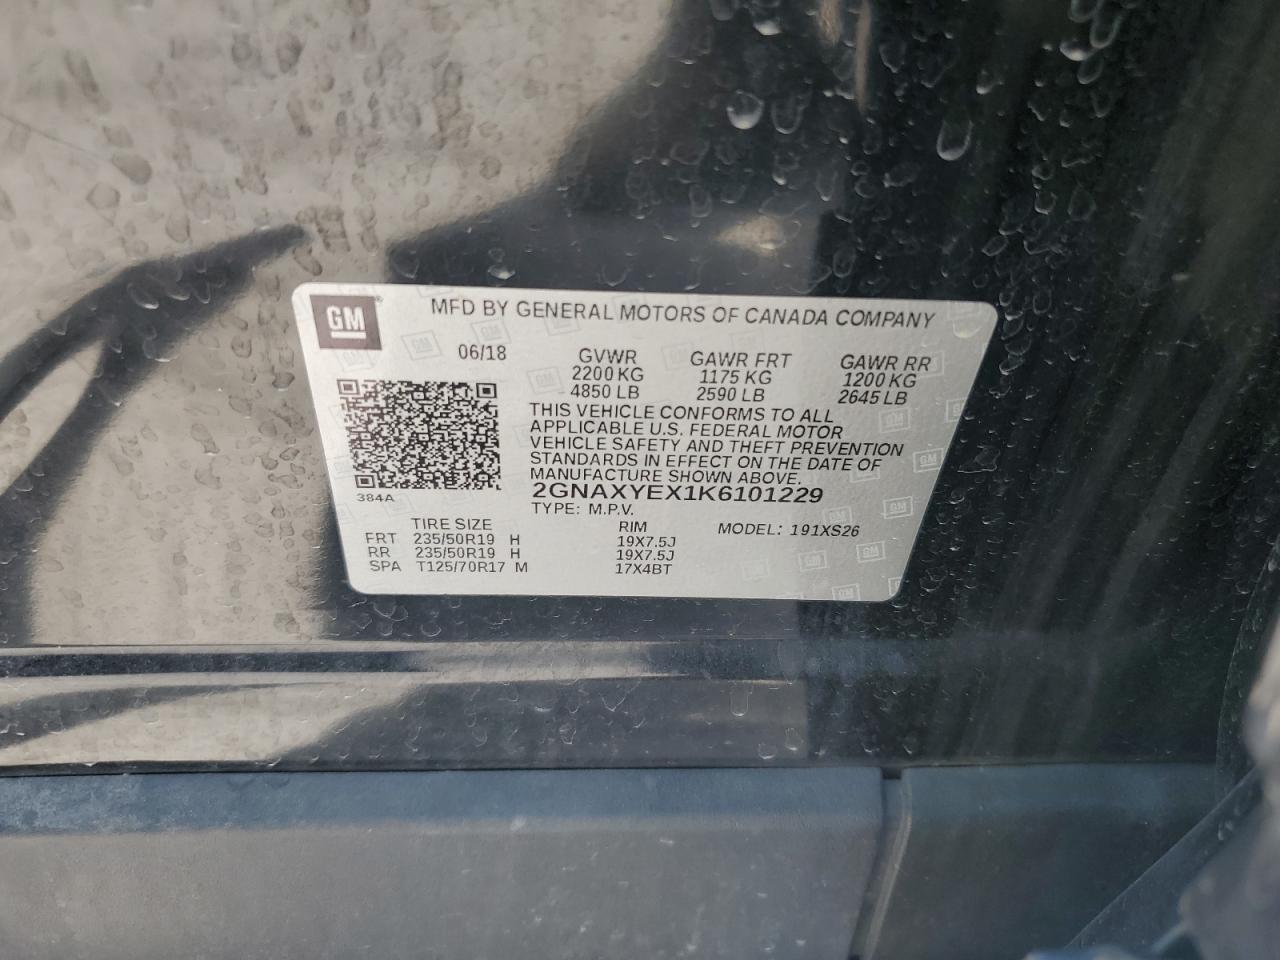 GM
MFD BY GENERAL MOTORS OF CANADA COMPANY
06/18 GVWR GAWR FRT GAWR RR
2200 KG 1175 KG 1200 KG
4850 LB 2590 LB 2645 LB
THIS VEHICLE CONFORMS TO ALL
APPLICABLE U.S. FEDERAL MOTOR
VEHICLE SAFETY AND THEFT PREVENTION
STANDARDS IN EFFECT ON THE DATE OF
MANUFACTURE SHOWN ABOVE.
384A
2GNAXYEX1K6101229
TYPE: M.P.V.
TIRE SIZE RIM MODEL: 191XS26
FRT 235/50R19 H 19X7.5J
RR 235/50R19 H 19X7.5J
SPA T125/70R17 M 17X4BT